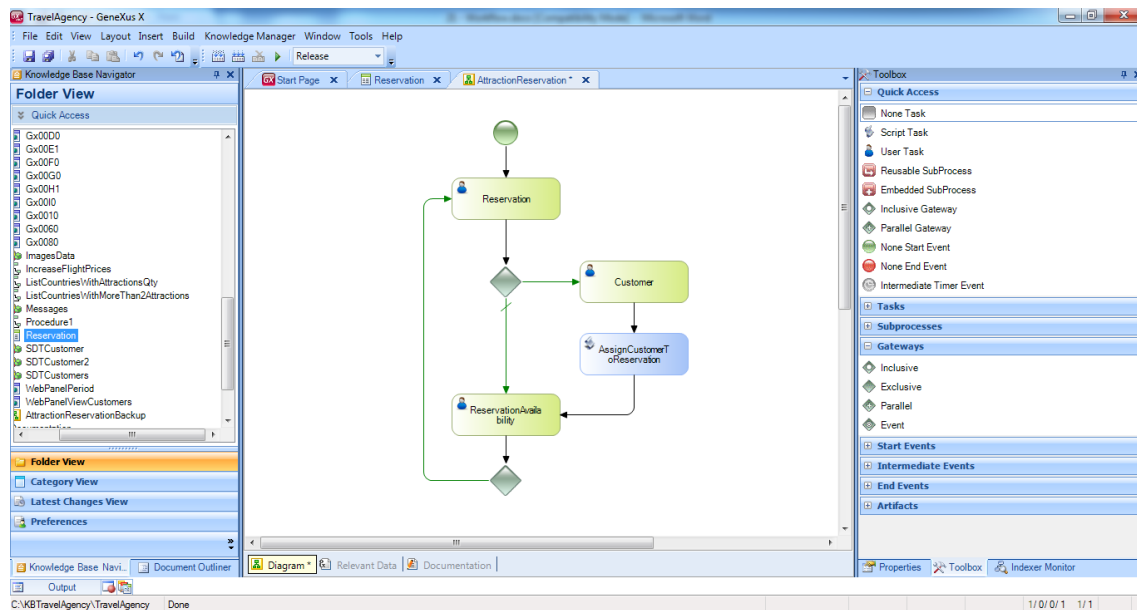 TravelAgency - GeneXus X
File Edit View Layout Insert Build Knowledge Manager Window Tools Help
Release
Knowledge Base Navigator
Folder View
Quick Access
Gx00D0
Gx00E1
Gx00F0
Gx00G0
Gx00H1
Gx00I0
Gx0010
Gx0060
Gx0080
ImagesData
IncreaseFlightPrices
ListCountriesWithAttractionsQty
ListCountriesWithMoreThan2Attractions
Messages
Procedure1
Reservation
SDTCustomer
SDTCustomer2
SDTCustomers
WebPanelPeriod
WebPanelViewCustomers
AttractionReservationBackup
Folder View
Category View
Latest Changes View
Preferences
Knowledge Base Navi... Document Outliner
Start Page Reservation AttractionReservation *
Reservation
Customer
AssignCustomerT
oReservation
ReservationAvaila
bility
Diagram * Relevant Data Documentation
Toolbox
Quick Access
None Task
Script Task
User Task
Reusable SubProcess
Embedded SubProcess
Inclusive Gateway
Parallel Gateway
None Start Event
None End Event
Intermediate Timer Event
Tasks
Subprocesses
Gateways
Inclusive
Exclusive
Parallel
Event
Start Events
Intermediate Events
End Events
Artifacts
Properties Toolbox Indexer Monitor
Output
C:\KBTravelAgency\TravelAgency Done 1/0/0/1 1/1